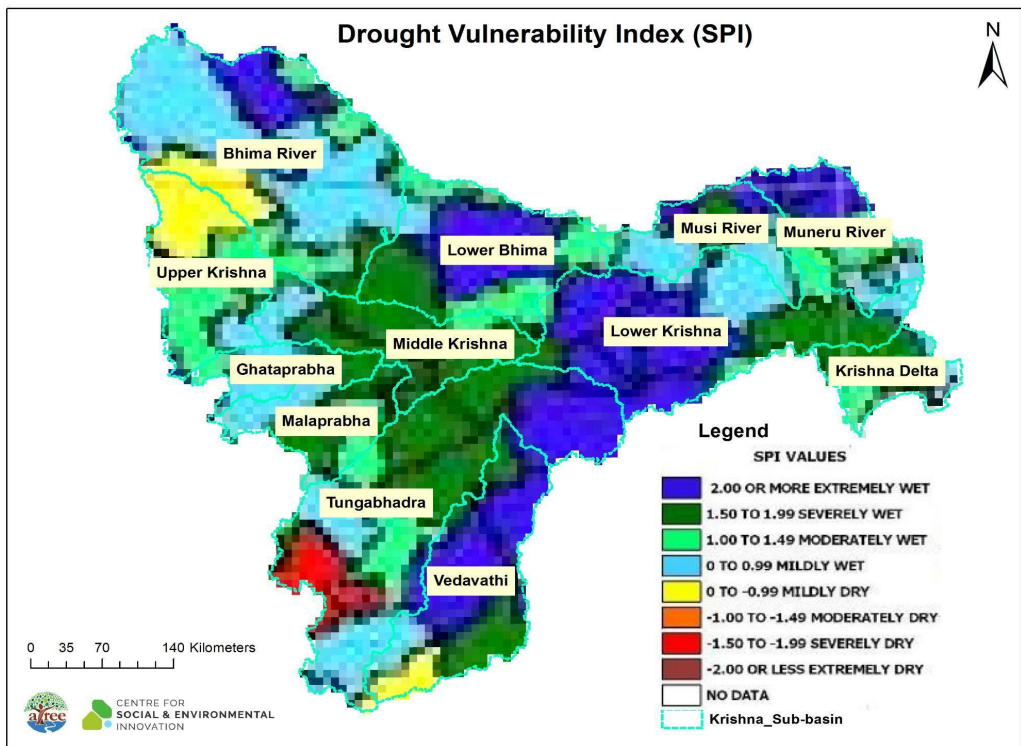 Drought Vulnerability Index (SPI)
N
Bhima River
Musi River
Muneru River
Lower Bhima
Upper Krishna
Lower Krishna
Middle Krishna
Ghataprabha
Krishna Delta
Malaprabha
Tungabhadra
Vedavathi
Legend
SPI VALUES
2.00 OR MORE EXTREMELY WET
1.50 TO 1.99 SEVERELY WET
1.00 TO 1.49 MODERATELY WET
0 TO 0.99 MILDLY WET
0 TO -0.99 MILDLY DRY
-1.00 TO -1.49 MODERATELY DRY
-1.50 TO -1.99 SEVERELY DRY
-2.00 OR LESS EXTREMELY DRY
NO DATA
Krishna_Sub-basin
0 35 70 140 Kilometers
atree
CENTRE FOR
SOCIAL & ENVIRONMENTAL
INNOVATION